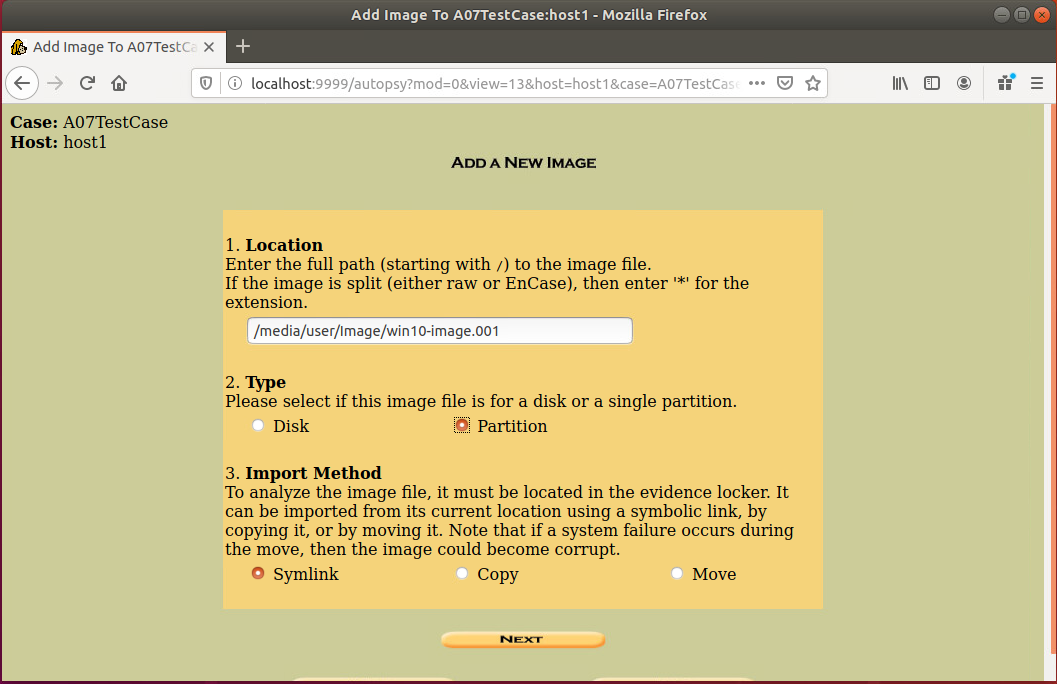 Add Image To A07TestCase:host1 - Mozilla Firefox
Add Image To A07TestCa
localhost:9999/autopsy?mod=0&view=13&host=host1&case=A07TestCase
Case: A07TestCase
Host: host1
ADD A NEW IMAGE
1. Location
Enter the full path (starting with /) to the image file.
If the image is split (either raw or EnCase), then enter '*' for the
extension.
/media/user/Image/win10-image.001
2. Type
Please select if this image file is for a disk or a single partition.
Disk Partition
3. Import Method
To analyze the image file, it must be located in the evidence locker. It
can be imported from its current location using a symbolic link, by
copying it, or by moving it. Note that if a system failure occurs during
the move, then the image could become corrupt.
Symlink Copy Move
NEXT